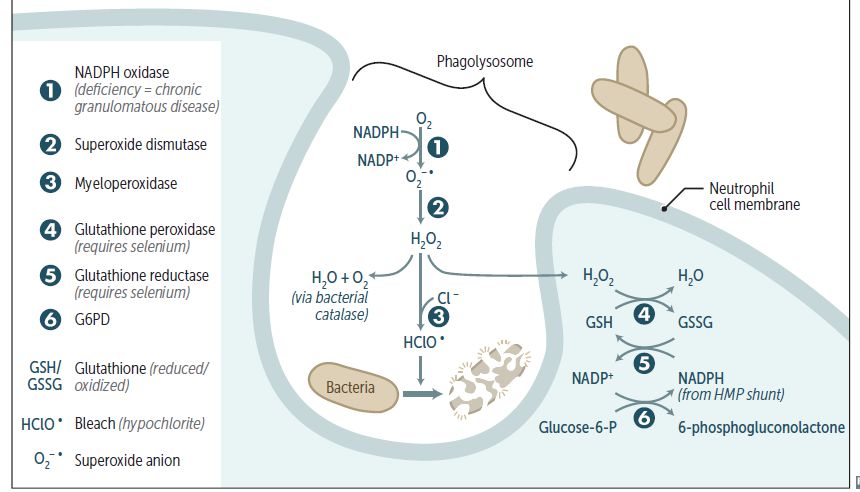 1 NADPH oxidase
(deficiency = chronic
granulomatous disease)
2 Superoxide dismutase
3 Myeloperoxidase
4 Glutathione peroxidase
(requires selenium)
5 Glutathione reductase
(requires selenium)
6 G6PD
GSH/
GSSG
Glutathione (reduced/
oxidized)
HClO• Bleach (hypochlorite)
O₂⁻• Superoxide anion
Phagolysosome
O₂
NADPH
1
NADP⁺
O₂⁻•
2
H₂O₂
H₂O + O₂
(via bacterial
catalase)
Cl⁻
3
HClO•
Bacteria
Neutrophil
cell membrane
H₂O₂ H₂O
4
GSH GSSG
5
NADP⁺ NADPH
(from HMP shunt)
6
Glucose-6-P 6-phosphogluconolactone